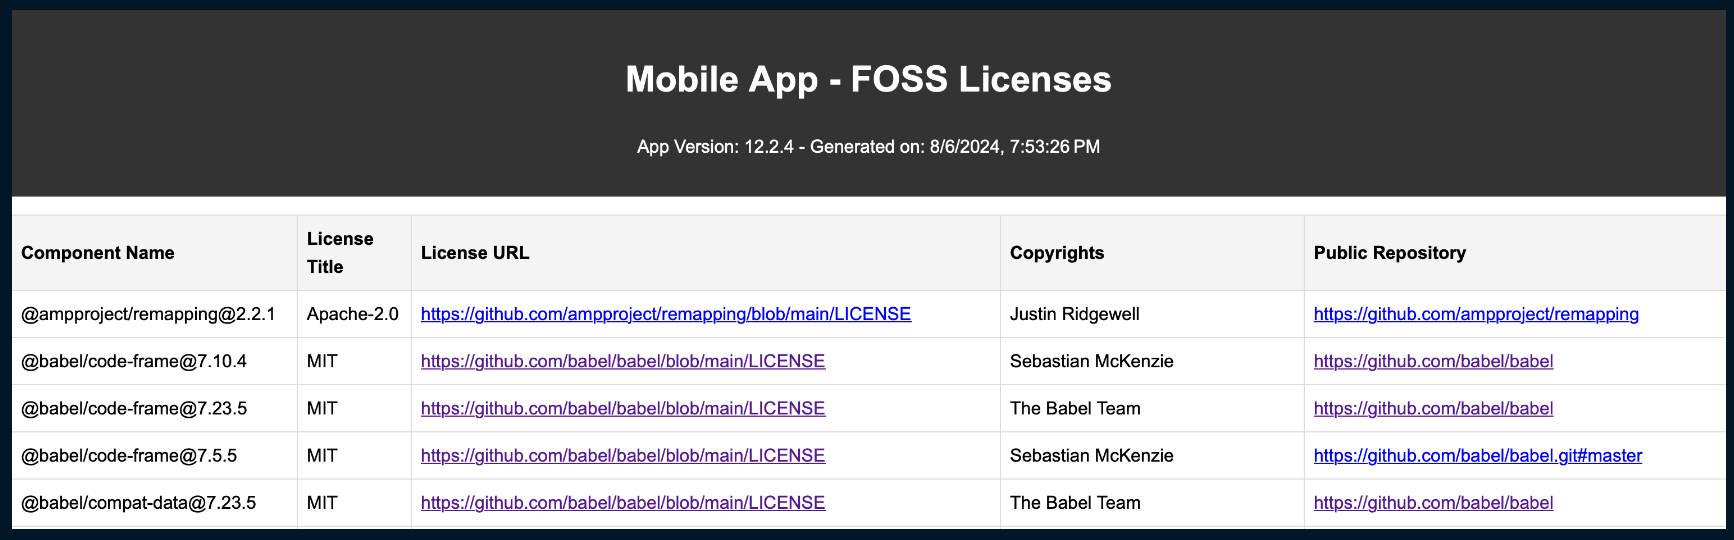 Mobile App - FOSS Licenses
App Version: 12.2.4 - Generated on: 8/6/2024, 7:53:26 PM
Component Name License Title License URL Copyrights Public Repository
@ampproject/remapping@2.2.1 Apache-2.0 https://github.com/ampproject/remapping/blob/main/LICENSE Justin Ridgewell https://github.com/ampproject/remapping
@babel/code-frame@7.10.4 MIT https://github.com/babel/babel/blob/main/LICENSE Sebastian McKenzie https://github.com/babel/babel
@babel/code-frame@7.23.5 MIT https://github.com/babel/babel/blob/main/LICENSE The Babel Team https://github.com/babel/babel
@babel/code-frame@7.5.5 MIT https://github.com/babel/babel/blob/main/LICENSE Sebastian McKenzie https://github.com/babel/babel.git#master
@babel/compat-data@7.23.5 MIT https://github.com/babel/babel/blob/main/LICENSE The Babel Team https://github.com/babel/babel